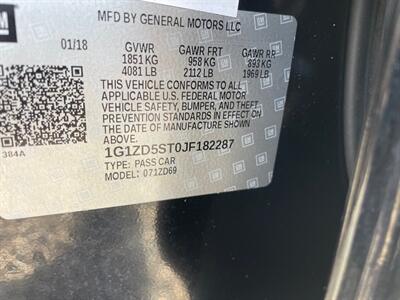 MFD BY GENERAL MOTORS LLC
GM
01/18 GVWR GAWR FRT GAWR RR
1851 KG 958 KG 893 KG
4081 LB 2112 LB 1969 LB
THIS VEHICLE CONFORMS TO ALL
APPLICABLE U.S. FEDERAL MOTOR
VEHICLE SAFETY, BUMPER, AND THEFT
PREVENTION STANDARDS IN EFFECT ON
THE DATE OF MANUFACTURE SHOWN
ABOVE.
384A
1G1ZD5ST0JF182287
TYPE: PASS CAR
MODEL: 071ZD69